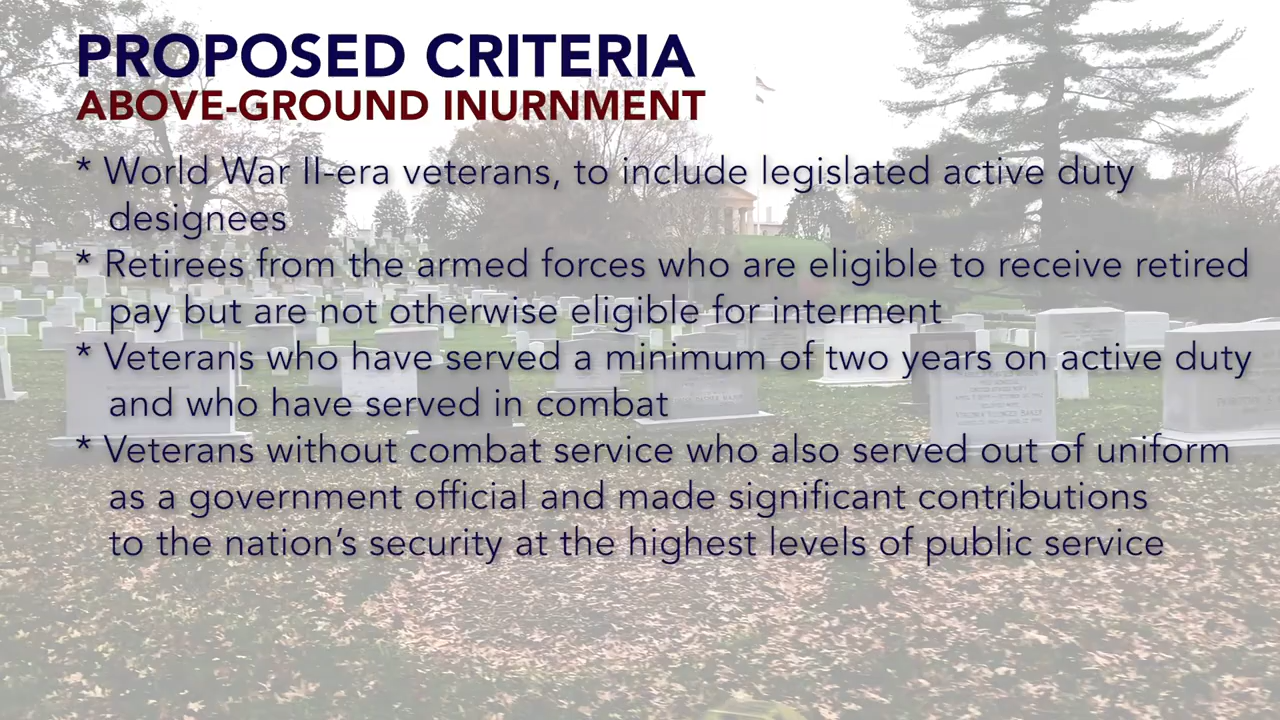 PROPOSED CRITERIA
ABOVE-GROUND INURNMENT
* World War II-era veterans, to include legislated active duty
designees
* Retirees from the armed forces who are eligible to receive retired
pay but are not otherwise eligible for interment
* Veterans who have served a minimum of two years on active duty
and who have served in combat
* Veterans without combat service who also served out of uniform
as a government official and made significant contributions
to the nation's security at the highest levels of public service